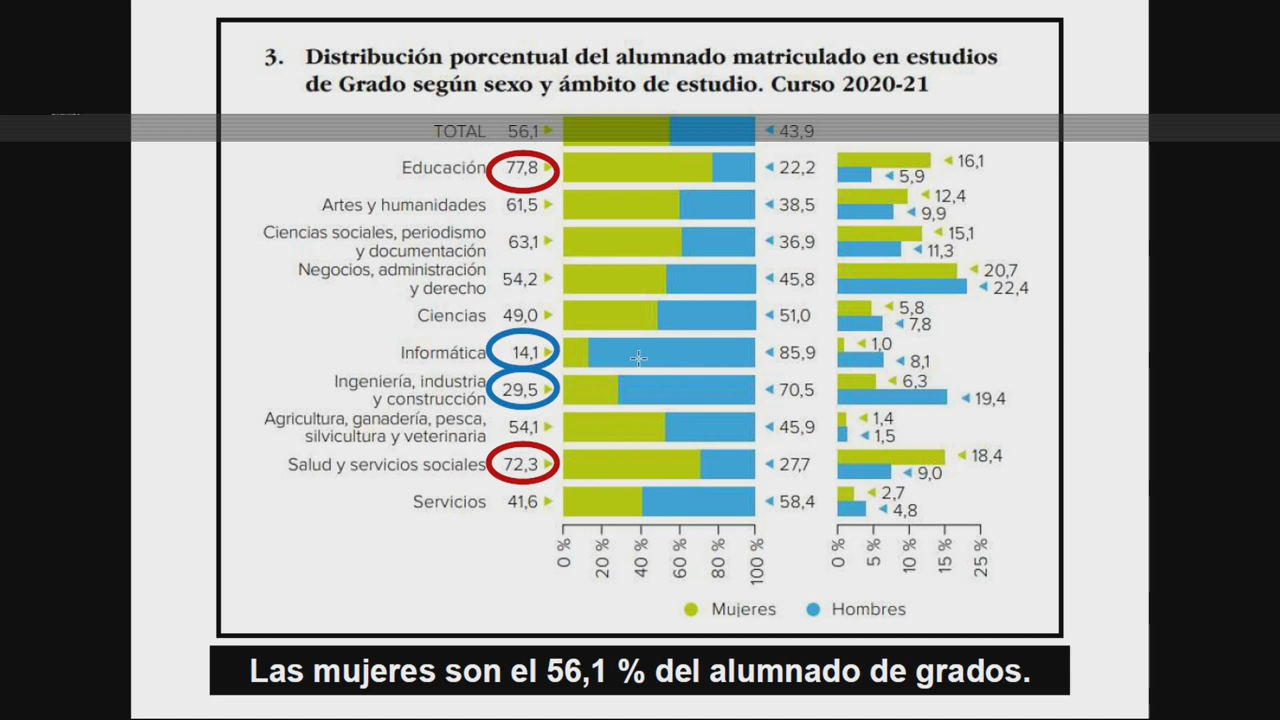 3. Distribución porcentual del alumnado matriculado en estudios
de Grado según sexo y ámbito de estudio. Curso 2020-21
TOTAL 56,1 43,9
Educación 77,8 22,2 16,1
5,9
Artes y humanidades 61,5 38,5 12,4
9,9
Ciencias sociales, periodismo
y documentación 63,1 36,9 15,1
11,3
Negocios, administración
y derecho 54,2 45,8 20,7
22,4
Ciencias 49,0 51,0 5,8
7,8
Informática 14,1 85,9 1,0
8,1
Ingeniería, industria
y construcción 29,5 70,5 6,3
19,4
Agricultura, ganadería, pesca,
silvicultura y veterinaria 54,1 45,9 1,4
1,5
Salud y servicios sociales 72,3 27,7 18,4
9,0
Servicios 41,6 58,4 2,7
4,8
0 % 20 % 40 % 60 % 80 % 100 % 0 % 5 % 10 % 15 % 25 %
Mujeres Hombres
Las mujeres son el 56,1 % del alumnado de grados.